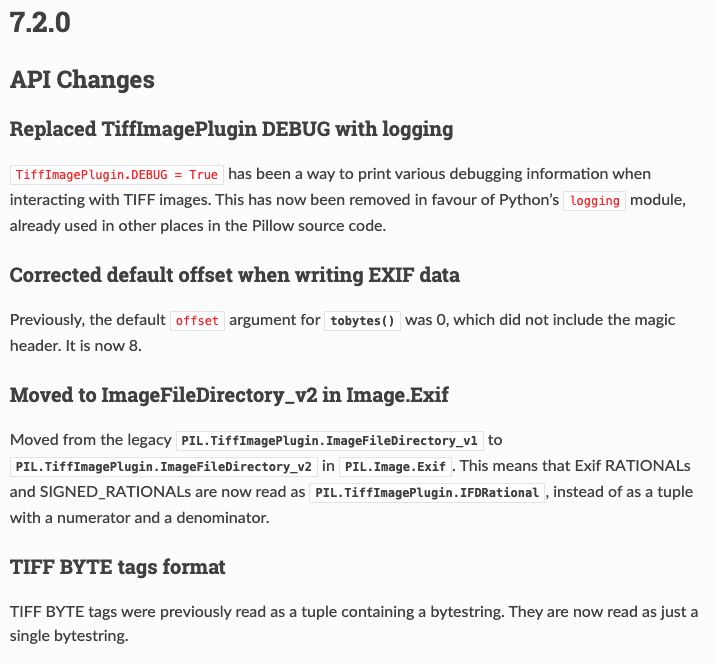 7.2.0
API Changes
Replaced TiffImagePlugin DEBUG with logging
TiffImagePlugin.DEBUG = True has been a way to print various debugging information when
interacting with TIFF images. This has now been removed in favour of Python’s logging module,
already used in other places in the Pillow source code.
Corrected default offset when writing EXIF data
Previously, the default offset argument for tobytes() was 0, which did not include the magic
header. It is now 8.
Moved to ImageFileDirectory_v2 in Image.Exif
Moved from the legacy PIL.TiffImagePlugin.ImageFileDirectory_v1 to
PIL.TiffImagePlugin.ImageFileDirectory_v2 in PIL.Image.Exif. This means that Exif RATIONALs
and SIGNED_RATIONALs are now read as PIL.TiffImagePlugin.IFDRational, instead of as a tuple
with a numerator and a denominator.
TIFF BYTE tags format
TIFF BYTE tags were previously read as a tuple containing a bytestring. They are now read as just a
single bytestring.